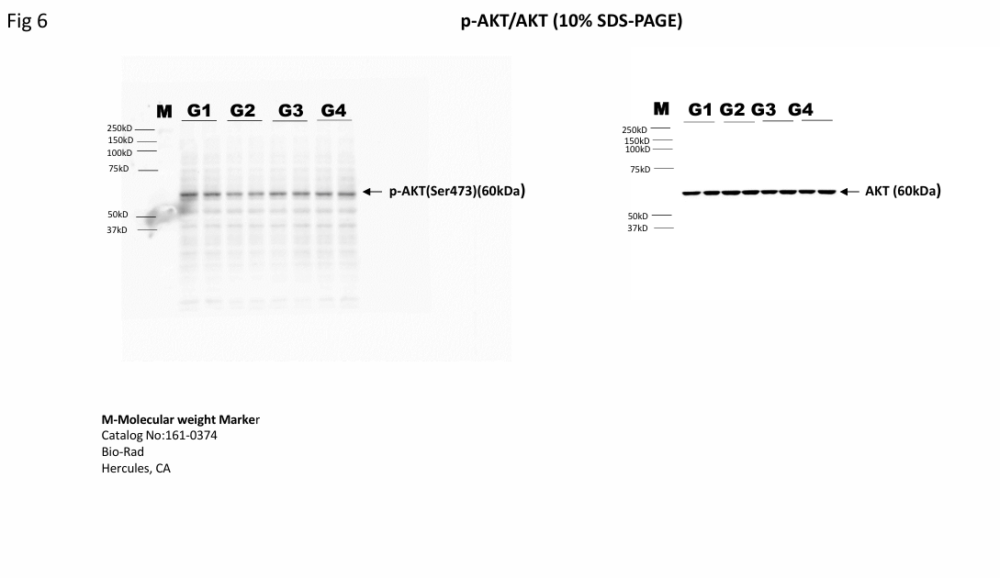 Fig 6
p-AKT/AKT (10% SDS-PAGE)
M G1 G2 G3 G4
250kD
150kD
100kD
75kD
p-AKT(Ser473)(60kDa)
50kD
37kD
M G1 G2 G3 G4
250kD
150kD
100kD
75kD
AKT (60kDa)
50kD
37kD
M-Molecular weight Marker
Catalog No:161-0374
Bio-Rad
Hercules, CA